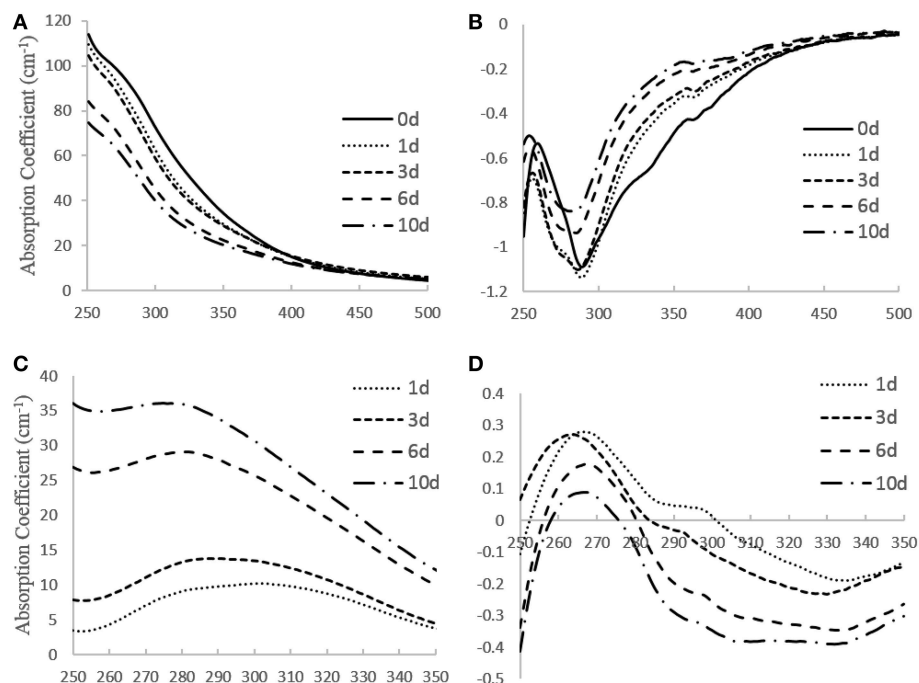 A
Absorption Coefficient (cm⁻¹)
120
100
80
60
40
20
0
250 300 350 400 450 500
0d
1d
3d
6d
10d
B
0
-0.2
-0.4
-0.6
-0.8
-1
-1.2
250 300 350 400 450 500
0d
1d
3d
6d
10d
C
Absorption Coefficient (cm⁻¹)
40
35
30
25
20
15
10
5
0
250 260 270 280 290 300 310 320 330 340 350
1d
3d
6d
10d
D
0.4
0.3
0.2
0.1
0
-0.1
-0.2
-0.3
-0.4
-0.5
250 270 290 310 330 350
1d
3d
6d
10d